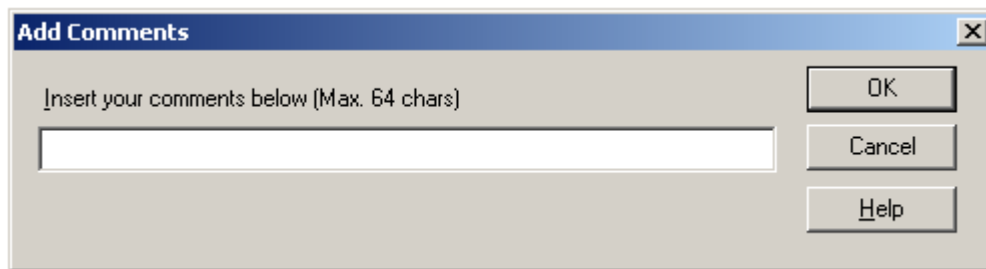 Add Comments
Insert your comments below (Max. 64 chars)
OK
Cancel
Help